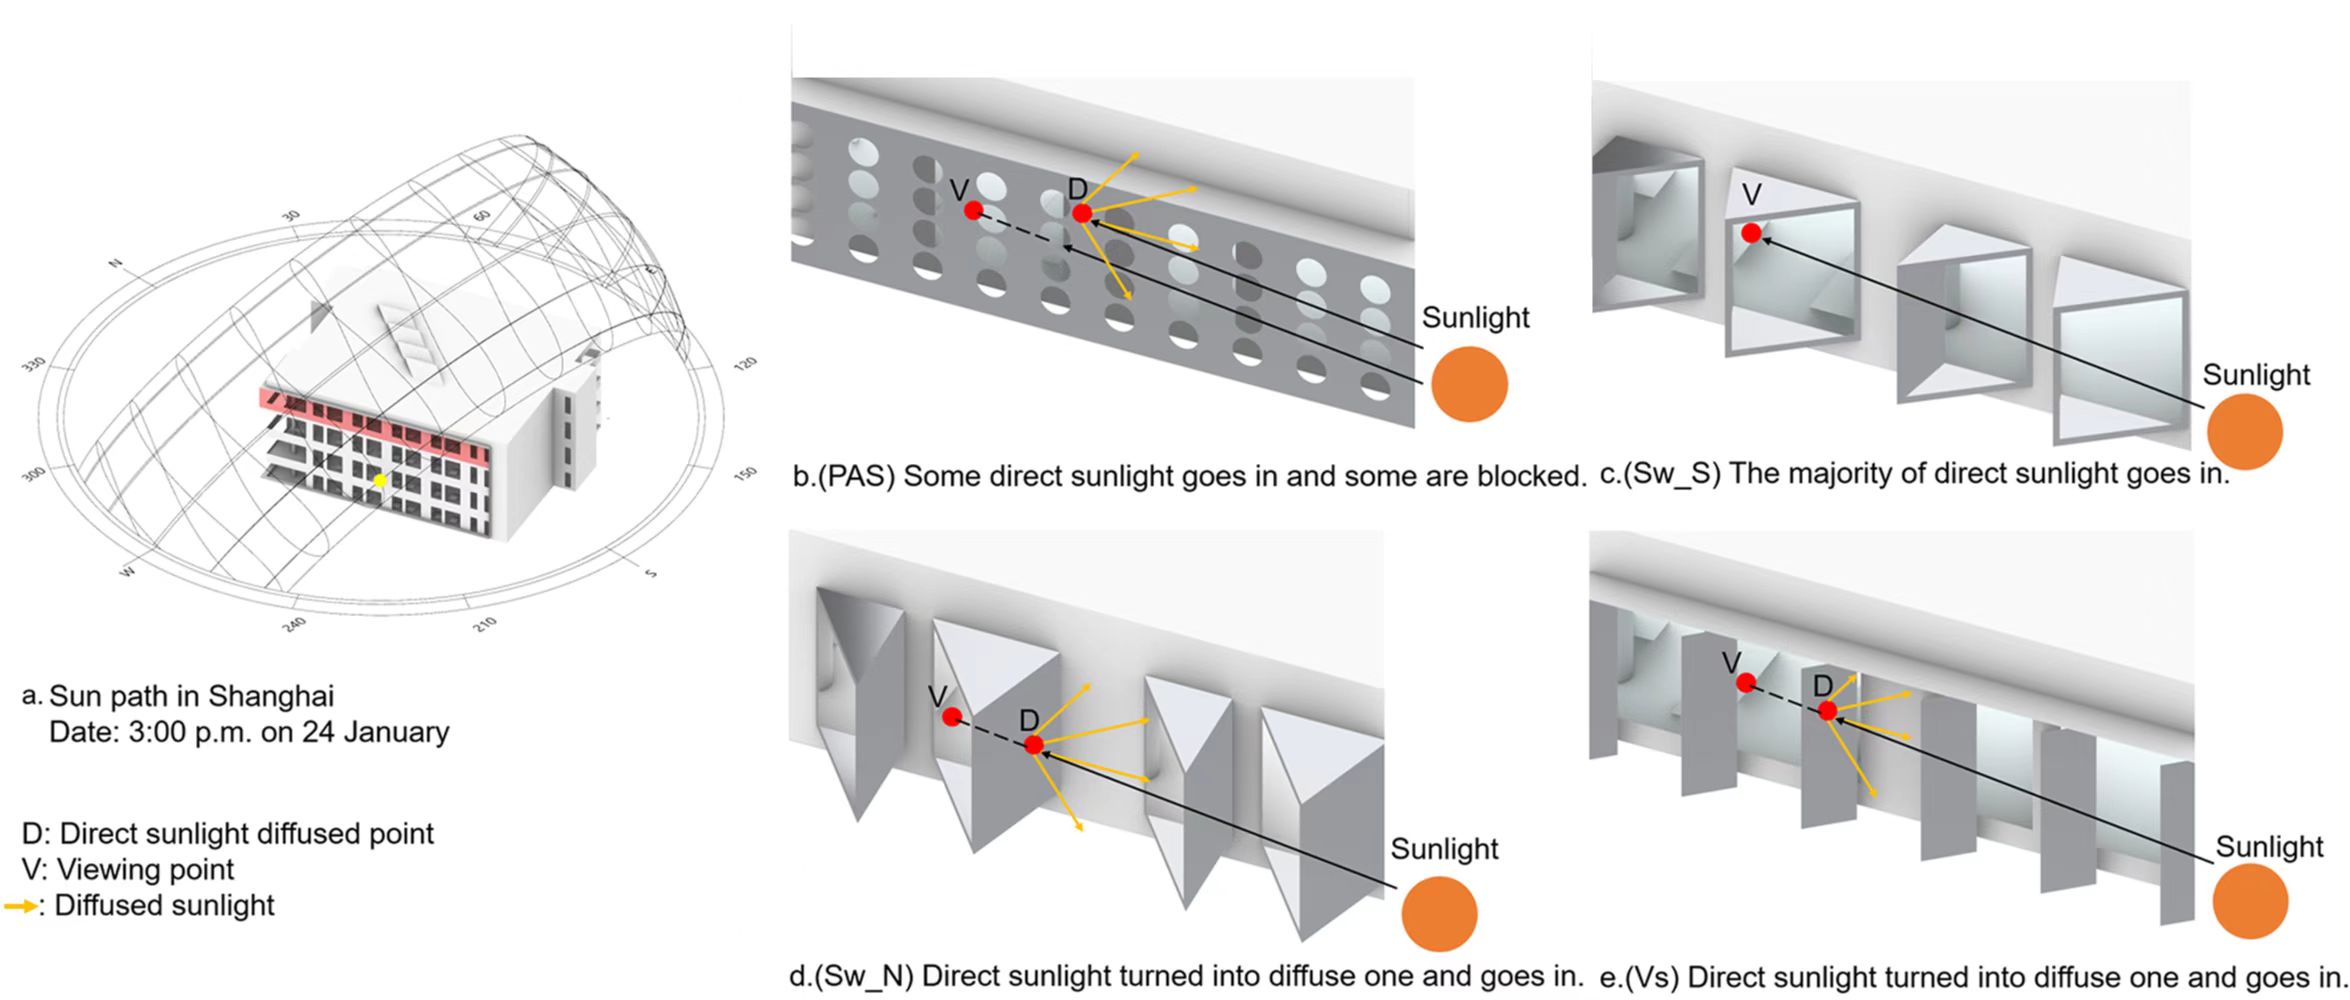 N
30
60
120
150
S
210
240
W
300
330
a. Sun path in Shanghai
Date: 3:00 p.m. on 24 January
D: Direct sunlight diffused point
V: Viewing point
: Diffused sunlight
V
D
Sunlight
b.(PAS) Some direct sunlight goes in and some are blocked.
V
Sunlight
c.(Sw_S) The majority of direct sunlight goes in.
V
D
Sunlight
d.(Sw_N) Direct sunlight turned into diffuse one and goes in.
V
D
Sunlight
e.(Vs) Direct sunlight turned into diffuse one and goes in.